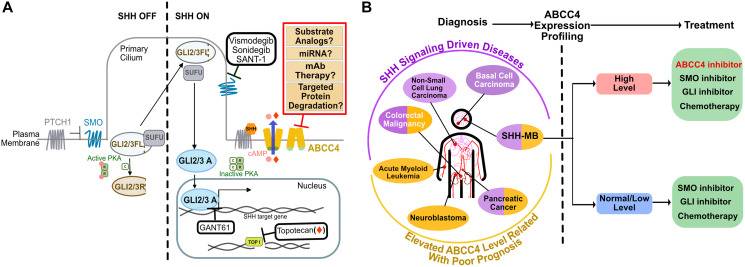 A
SHH OFF
SHH ON
Primary
Cilium
GLI2/3FL
SUFU
Vismodegib
Sonidegib
SANT-1
Substrate
Analogs?
miRNA?
mAb
Therapy?
Targeted
Protein
Degradation?
PTCH1
SMO
Plasma
Membrane
GLI2/3FL
SUFU
SHH
cAMP
ABCC4
Active PKA
Inactive PKA
GLI2/3R
GLI2/3 A
Nucleus
GLI2/3 A
SHH target gene
GANT61
TOP I
Topotecan(♦)
B
Diagnosis
ABCC4
Expression
Profiling
Treatment
SHH Signaling Driven Diseases
Non-Small
Cell Lung
Carcinoma
Basal Cell
Carcinoma
Colorectal
Malignancy
SHH-MB
Acute Myeloid
Leukemia
Pancreatic
Cancer
Neuroblastoma
Elevated ABCC4 Level Related
With Poor Prognosis
High
Level
ABCC4 inhibitor
SMO inhibitor
GLI inhibitor
Chemotherapy
Normal/Low
Level
SMO inhibitor
GLI inhibitor
Chemotherapy